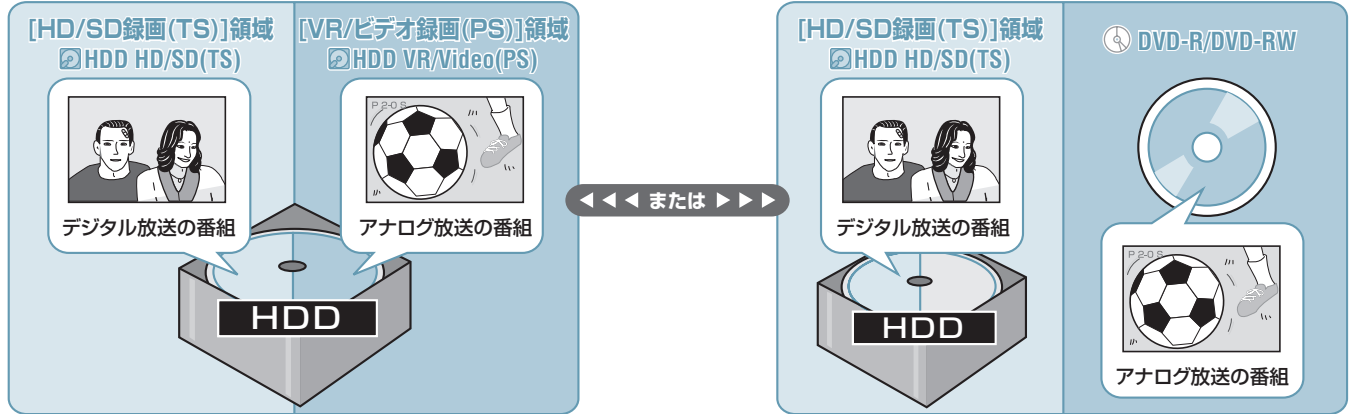 [HD/SD録画(TS)]領域
HDD HD/SD(TS)
[VR/ビデオ録画(PS)]領域
HDD VR/Video(PS)
デジタル放送の番組
P 2-0 S
アナログ放送の番組
HDD
◀◀◀ または ▶▶▶
[HD/SD録画(TS)]領域
HDD HD/SD(TS)
DVD-R/DVD-RW
デジタル放送の番組
HDD
P 2-0 S
アナログ放送の番組